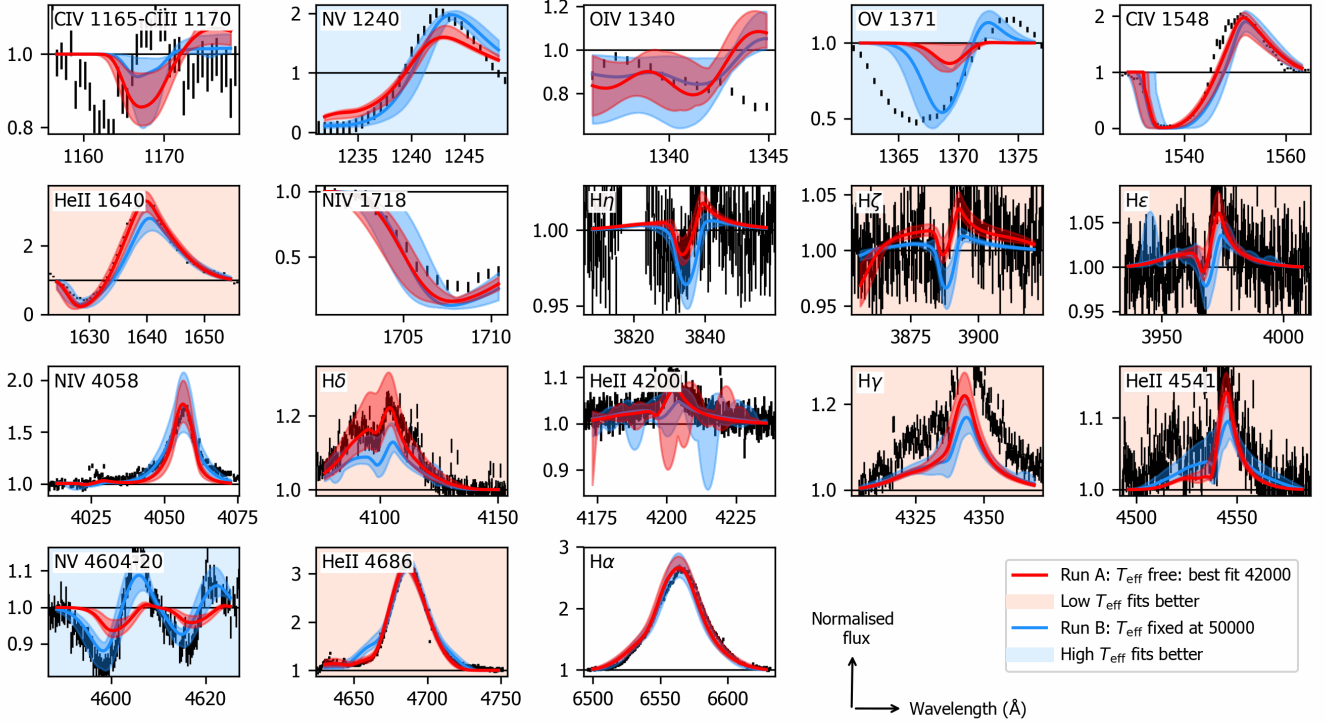 CIV 1165-CIII 1170
1.0
0.8
1160 1170
NV 1240
2
1
0
1235 1240 1245
OIV 1340
1.2
1.0
0.8
1340 1345
OV 1371
1.0
0.5
1365 1370 1375
CIV 1548
2
1
0
1540 1560
HeII 1640
2
0
1630 1640 1650
NIV 1718
1.0
0.5
1705 1710
Hη
1.00
0.95
3820 3840
Hζ
1.05
1.00
0.95
3875 3900
Hε
1.05
1.00
0.95
3950 4000
NIV 4058
2.0
1.5
1.0
4025 4050 4075
Hδ
1.2
1.0
4100 4150
HeII 4200
1.1
1.0
0.9
4175 4200 4225
Hγ
1.2
1.0
4325 4350
HeII 4541
1.1
1.0
4500 4550
NV 4604-20
1.1
1.0
0.9
4600 4620
HeII 4686
3
2
1
4650 4700 4750
Hα
3
2
1
6500 6550 6600
Normalised
flux
Wavelength (Å)
Run A: Teff free: best fit 42000
Low Teff fits better
Run B: Teff fixed at 50000
High Teff fits better